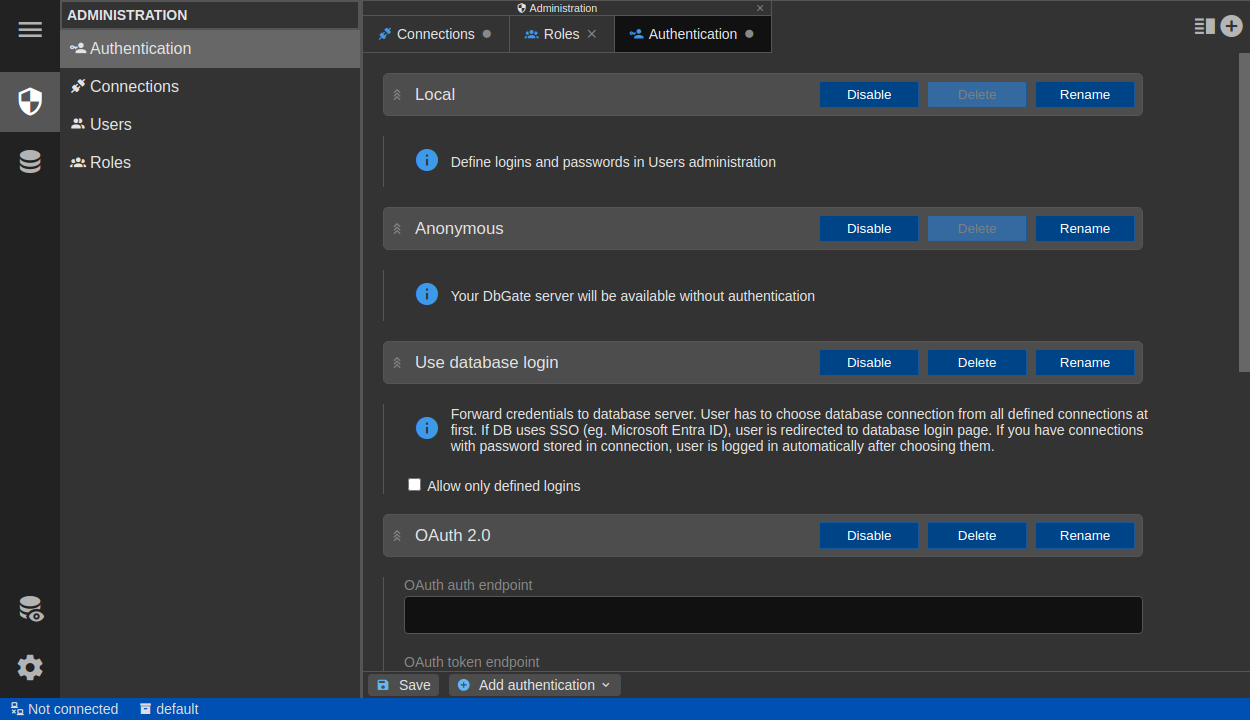 ADMINISTRATION
Authentication
Connections
Users
Roles
Administration
Connections
Roles
Authentication
Local
Disable
Delete
Rename
Define logins and passwords in Users administration
Anonymous
Disable
Delete
Rename
Your DbGate server will be available without authentication
Use database login
Disable
Delete
Rename
Forward credentials to database server. User has to choose database connection from all defined connections at
first. If DB uses SSO (eg. Microsoft Entra ID), user is redirected to database login page. If you have connections
with password stored in connection, user is logged in automatically after choosing them.
Allow only defined logins
OAuth 2.0
Disable
Delete
Rename
OAuth auth endpoint
OAuth token endpoint
Save
Add authentication
Not connected
default